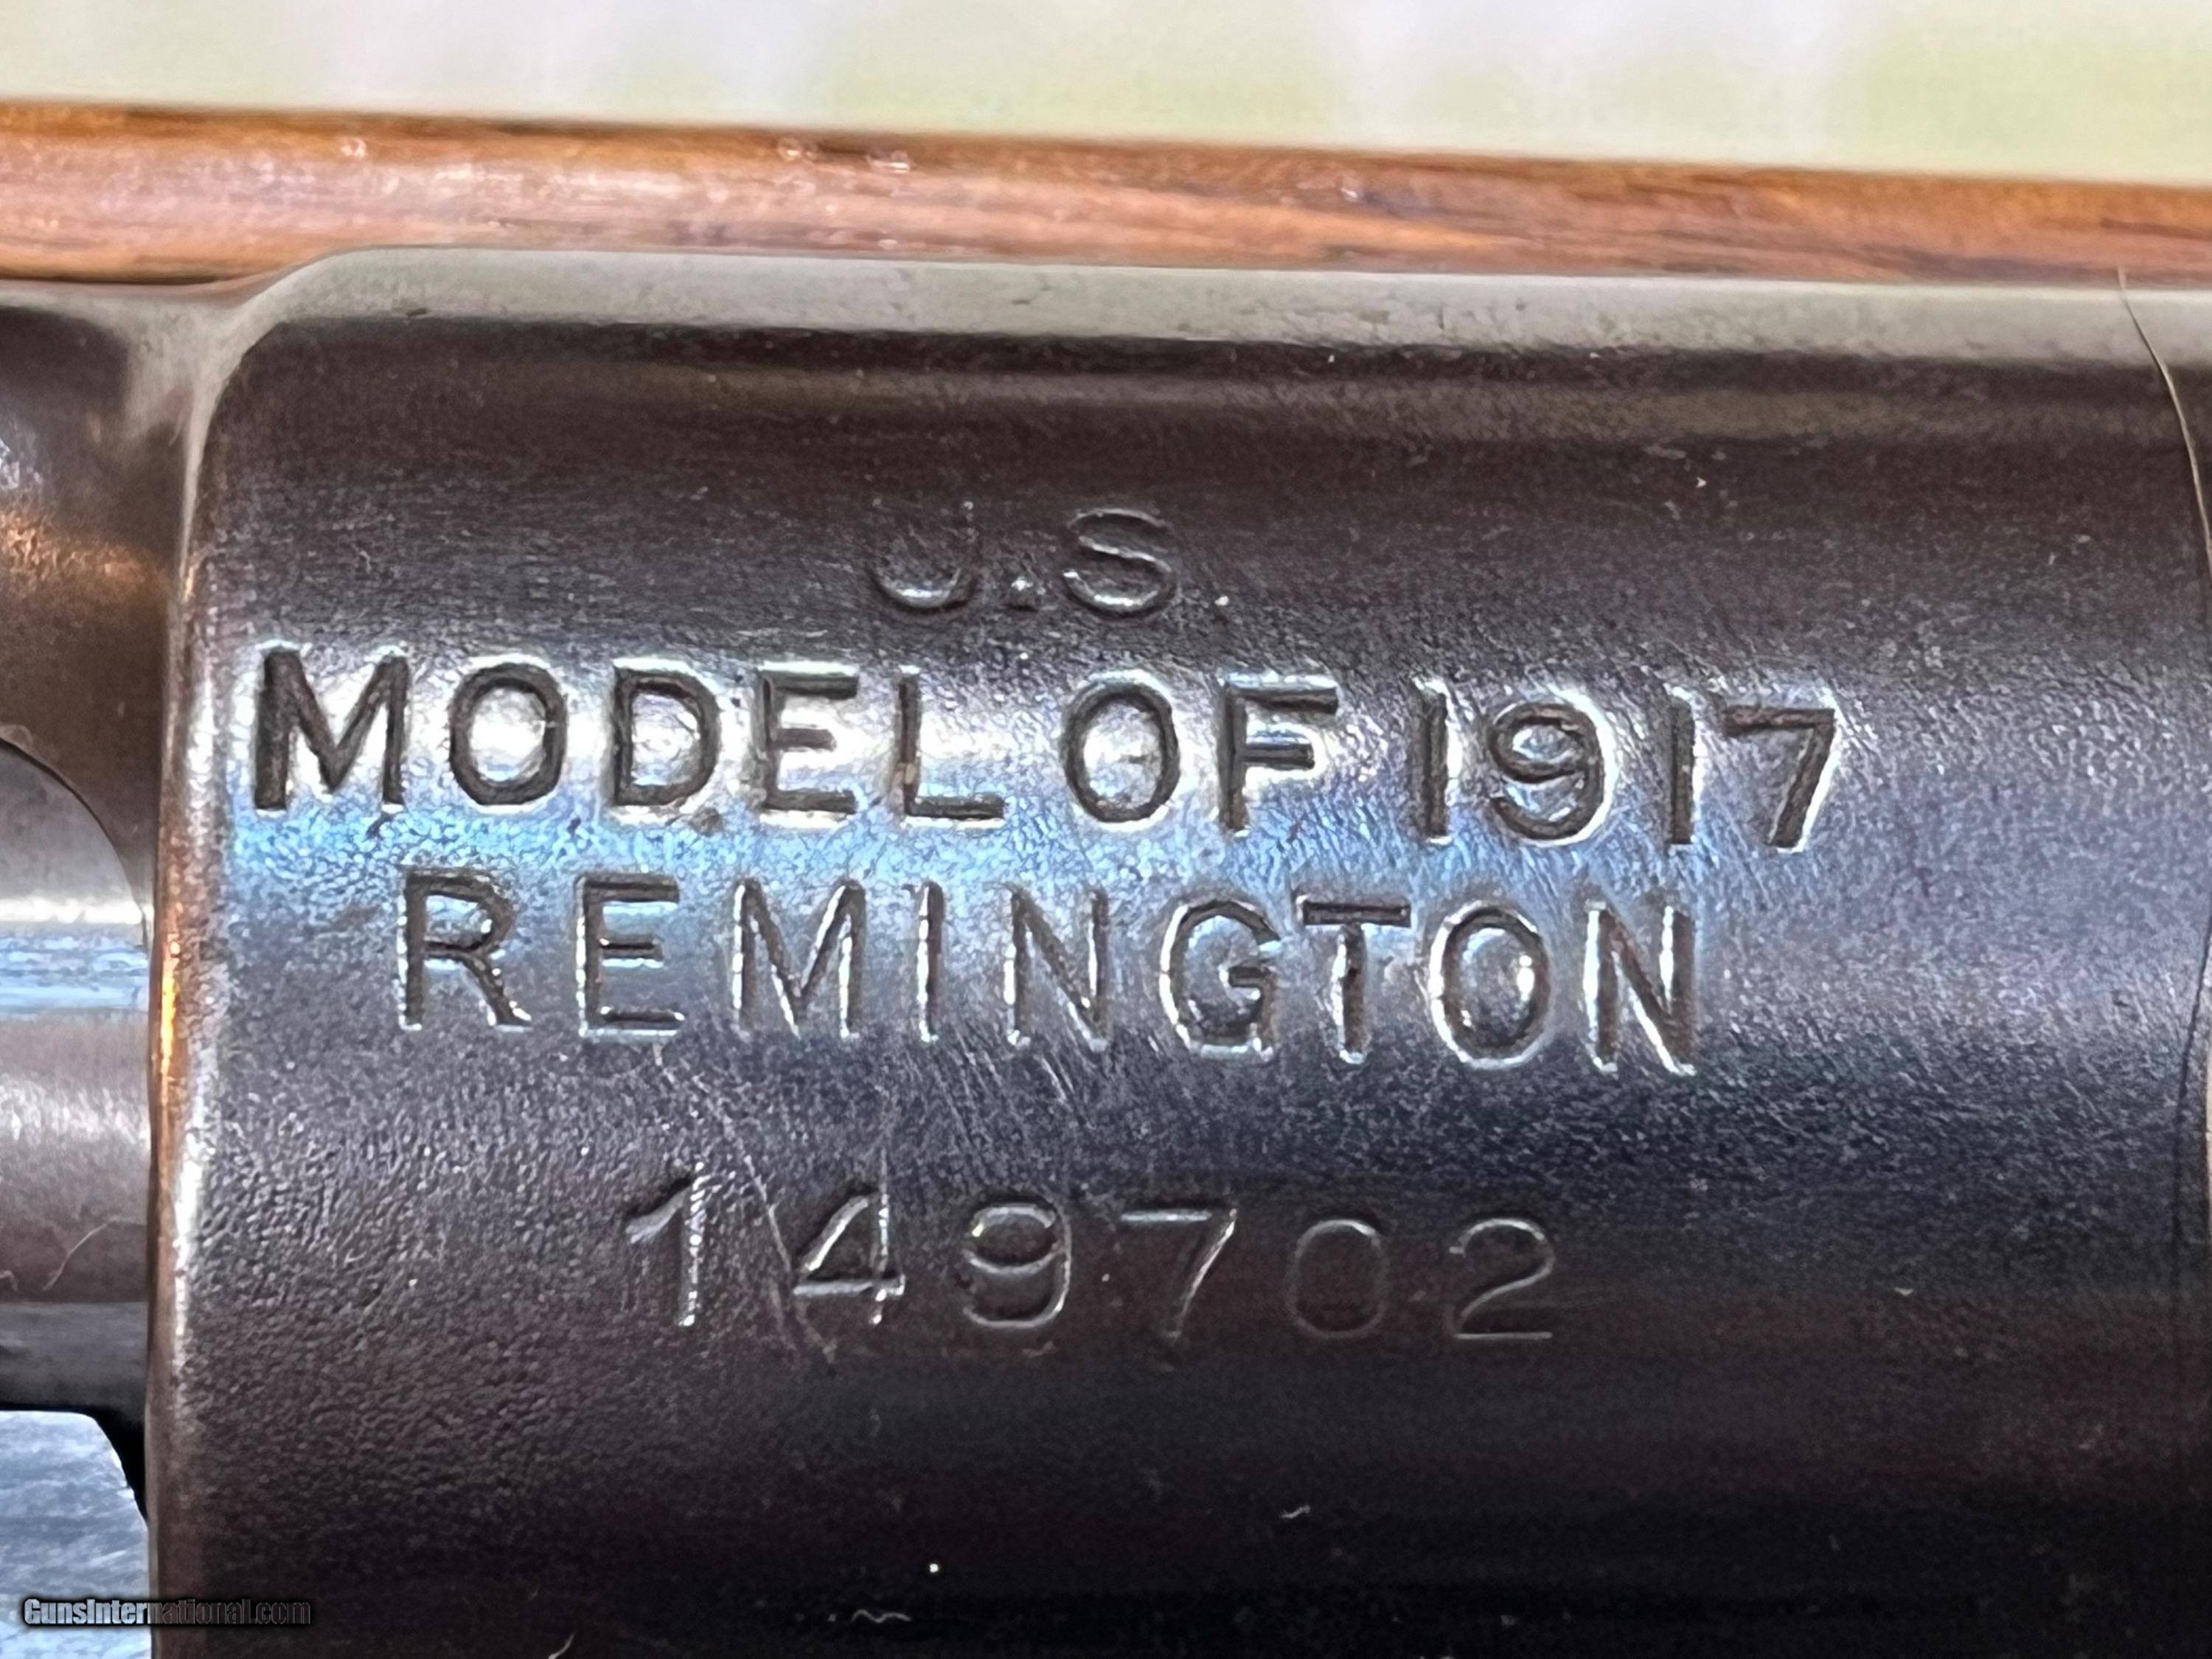 U.S.
MODEL OF 1917
REMINGTON
149702
GunsInternational.com